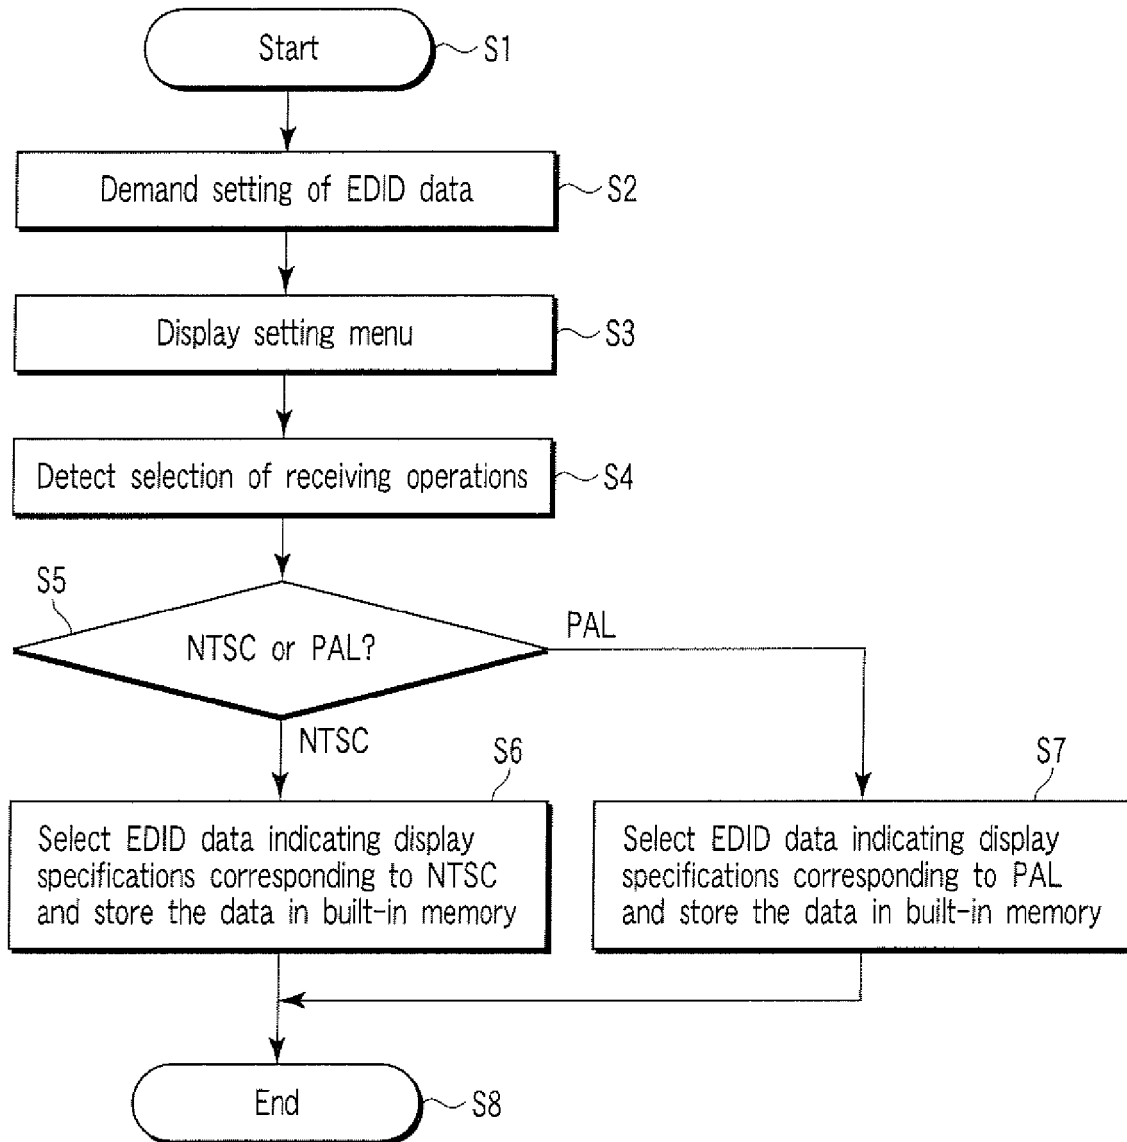 Start
S1
Demand setting of EDID data
S2
Display setting menu
S3
Detect selection of receiving operations
S4
S5
NTSC or PAL?
PAL
NTSC
S6
Select EDID data indicating display
specifications corresponding to NTSC
and store the data in built-in memory
S7
Select EDID data indicating display
specifications corresponding to PAL
and store the data in built-in memory
End
S8